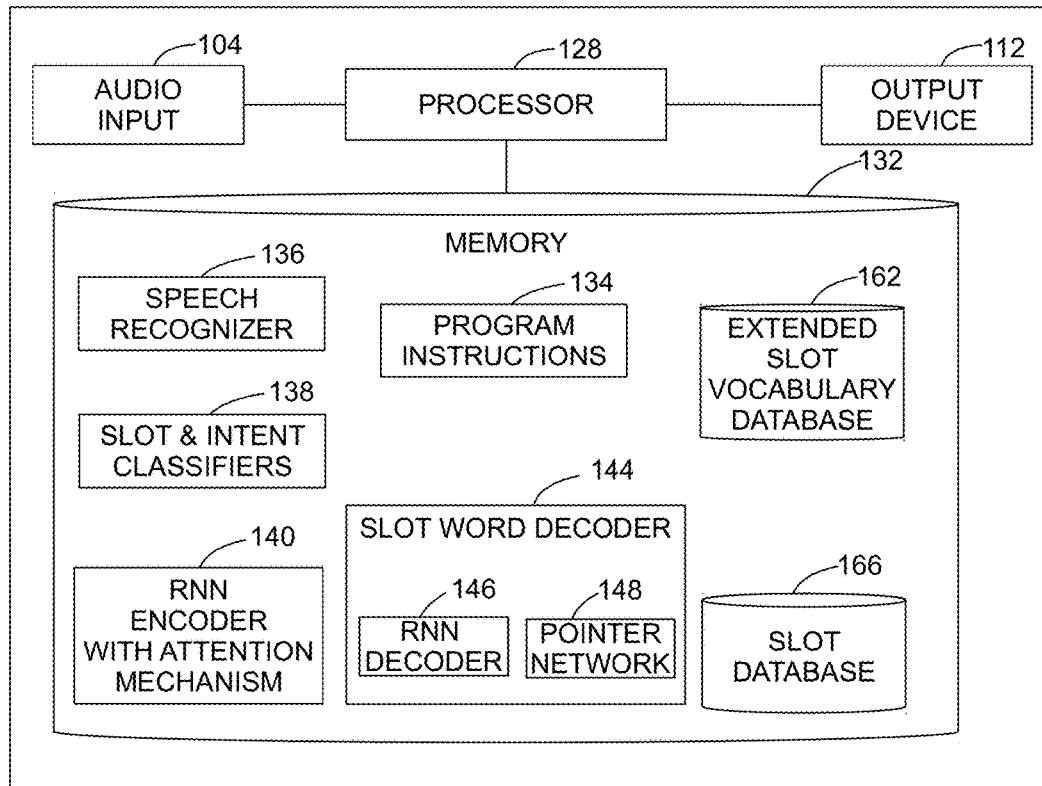 104
AUDIO
INPUT
128
PROCESSOR
112
OUTPUT
DEVICE
132
MEMORY
136
SPEECH
RECOGNIZER
134
PROGRAM
INSTRUCTIONS
162
EXTENDED
SLOT
VOCABULARY
DATABASE
138
SLOT & INTENT
CLASSIFIERS
144
SLOT WORD DECODER
140
RNN
ENCODER
WITH ATTENTION
MECHANISM
146
RNN
DECODER
148
POINTER
NETWORK
166
SLOT
DATABASE